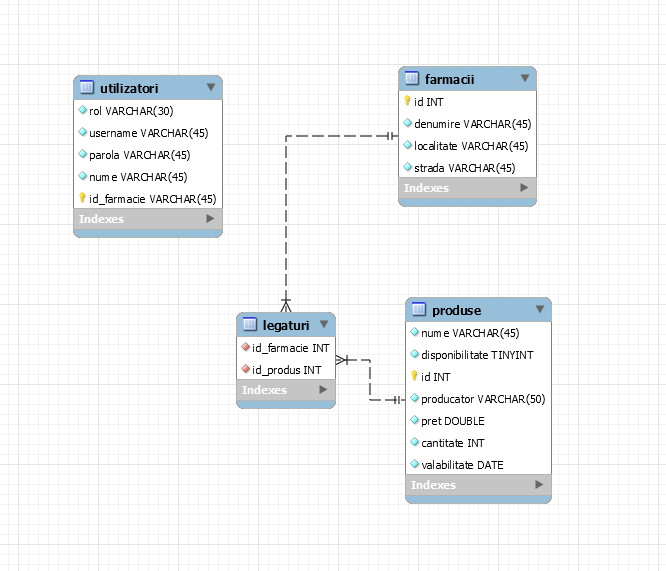 utilizatori
rol VARCHAR(30)
username VARCHAR(45)
parola VARCHAR(45)
nume VARCHAR(45)
id_farmacie VARCHAR(45)
Indexes
farmacii
id INT
denumire VARCHAR(45)
localitate VARCHAR(45)
strada VARCHAR(45)
Indexes
legaturi
id_farmacie INT
id_produs INT
Indexes
produse
nume VARCHAR(45)
disponibilitate TINYINT
id INT
producator VARCHAR(50)
pret DOUBLE
cantitate INT
valabilitate DATE
Indexes